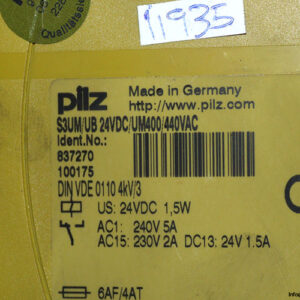 11935
Qualitäts
pilz
Made in Germany
http://www.pilz.com
S3UM/UB 24VDC/UM400/440VAC
Ident.No.:
837270
100175
DIN VDE 0110 4kV/3
US: 24VDC 1,5W
AC1: 240V 5A
AC15: 230V 2A DC13: 24V 1.5A
6AF/4AT